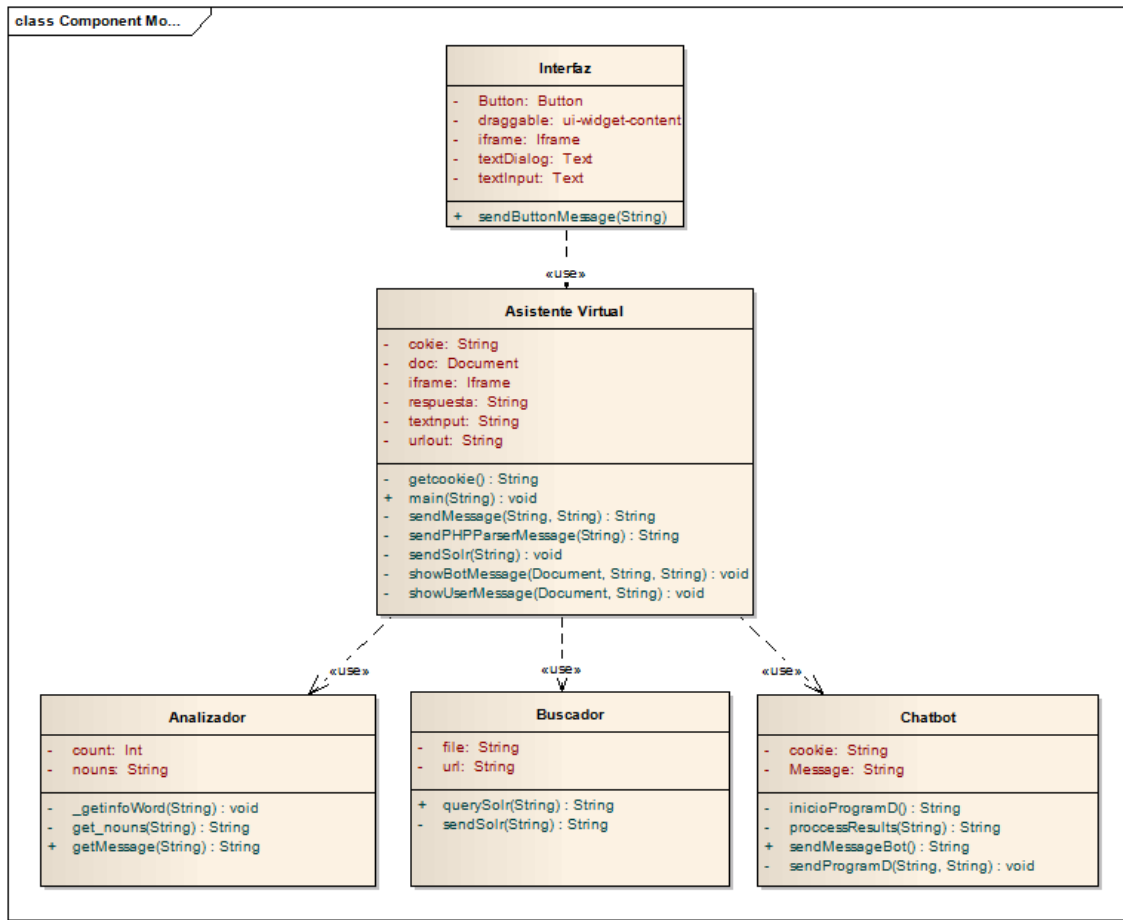 class Component Mo...
Interfaz
- Button: Button
- draggable: ui-widget-content
- iframe: Iframe
- textDialog: Text
- textInput: Text
+ sendButtonMessage(String)
«use»
Asistente Virtual
- cokie: String
- doc: Document
- iframe: Iframe
- respuesta: String
- textnput: String
- urlout: String
- getcookie() : String
+ main(String) : void
- sendMessage(String, String) : String
- sendPHPParserMessage(String) : String
- sendSolr(String) : void
- showBotMessage(Document, String, String) : void
- showUserMessage(Document, String) : void
«use»
«use»
«use»
Analizador
- count: Int
- nouns: String
- _getinfoWord(String) : void
- get_nouns(String) : String
+ getMessage(String) : String
Buscador
- file: String
- url: String
+ querySolr(String) : String
- sendSolr(String) : String
Chatbot
- cookie: String
- Message: String
- inicioProgramD() : String
- proccessResults(String) : String
+ sendMessageBot() : String
- sendProgramD(String, String) : void